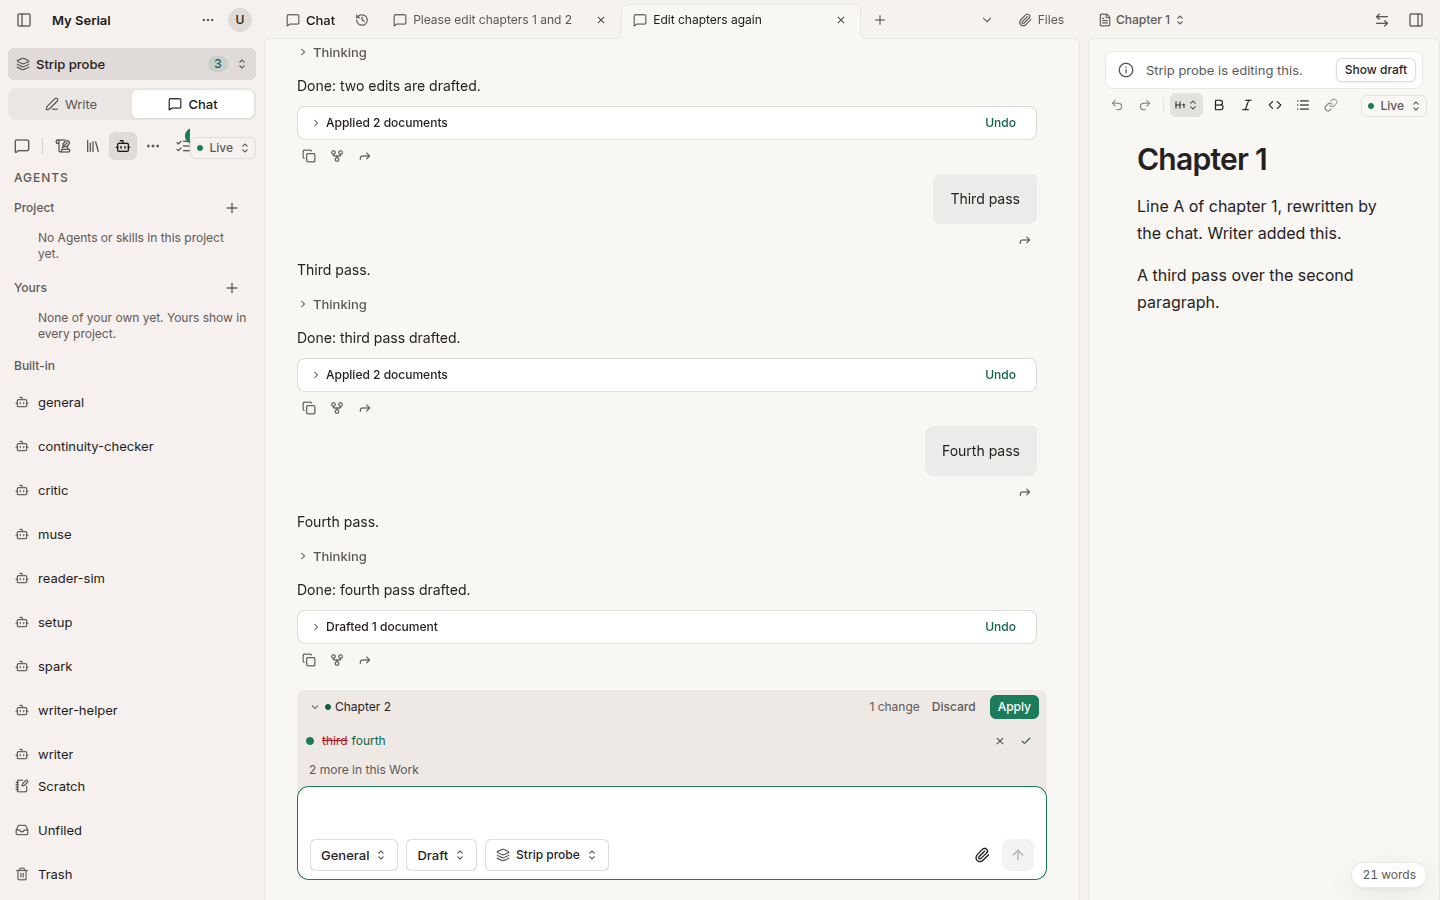 My Serial
U
Strip probe
3
Write
Chat
Live
AGENTS
Project
No Agents or skills in this project
yet.
Yours
None of your own yet. Yours show in
every project.
Built-in
general
continuity-checker
critic
muse
reader-sim
setup
spark
writer-helper
writer
Scratch
Unfiled
Trash
Chat
Please edit chapters 1 and 2
Edit chapters again
Files
Thinking
Done: two edits are drafted.
Applied 2 documents
Undo
Third pass
Third pass.
Thinking
Done: third pass drafted.
Applied 2 documents
Undo
Fourth pass
Fourth pass.
Thinking
Done: fourth pass drafted.
Drafted 1 document
Undo
Chapter 2
1 change
Discard
Apply
third fourth
2 more in this Work
General
Draft
Strip probe
Chapter 1
Strip probe is editing this.
Show draft
H1
B
I
Live
Chapter 1
Line A of chapter 1, rewritten by
the chat. Writer added this.
A third pass over the second
paragraph.
21 words